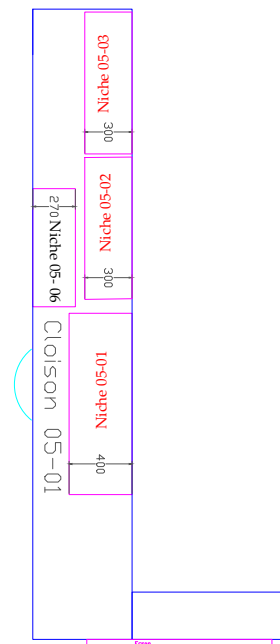 Niche 05-03
300
Niche 05-02
300
270
Niche 05- 06
Niche 05-01
400
Cloison 05-01
Ecran